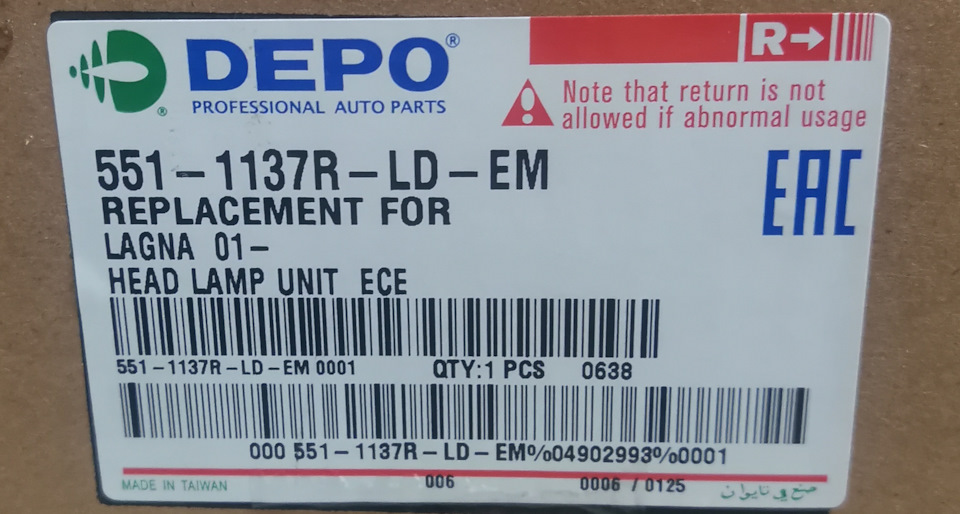 DEPO®
PROFESSIONAL AUTO PARTS
R→
Note that return is not
allowed if abnormal usage
551-1137R-LD-EM
EAC
REPLACEMENT FOR
LAGNA 01-
HEAD LAMP UNIT ECE
551-1137R-LD-EM 0001 QTY:1 PCS 0638
000 551-1137R-LD-EM%04902993%0001
MADE IN TAIWAN 006 0006 / 0125 صنع في تايوان